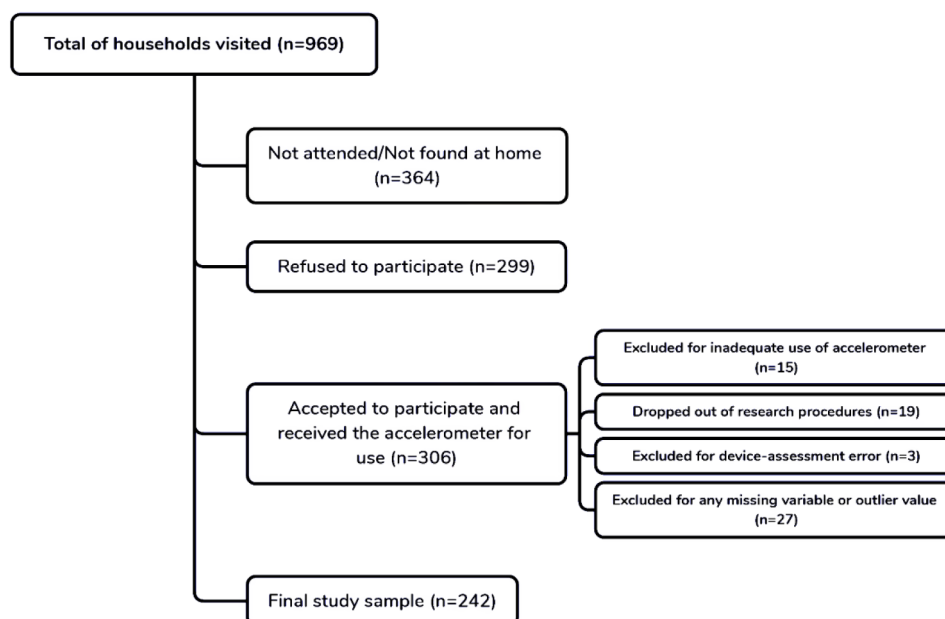 Total of households visited (n=969)
Not attended/Not found at home
(n=364)
Refused to participate (n=299)
Accepted to participate and
received the accelerometer for
use (n=306)
Excluded for inadequate use of accelerometer
(n=15)
Dropped out of research procedures (n=19)
Excluded for device-assessment error (n=3)
Excluded for any missing variable or outlier value
(n=27)
Final study sample (n=242)